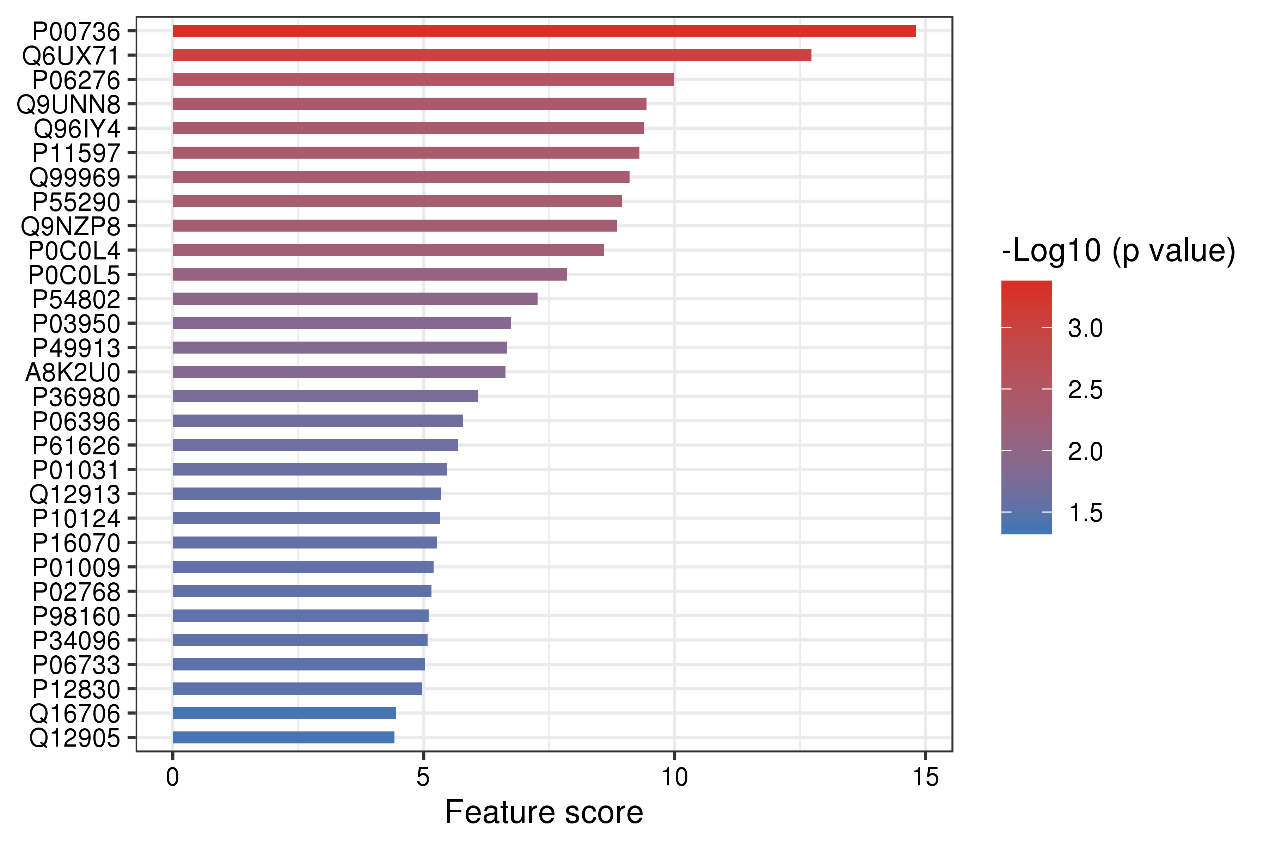 P00736
Q6UX71
P06276
Q9UNN8
Q96IY4
P11597
Q99969
P55290
Q9NZP8
P0C0L4
P0C0L5
P54802
P03950
P49913
A8K2U0
P36980
P06396
P61626
P01031
Q12913
P10124
P16070
P01009
P02768
P98160
P34096
P06733
P12830
Q16706
Q12905
0 5 10 15
Feature score
-Log10 (p value)
3.0
2.5
2.0
1.5